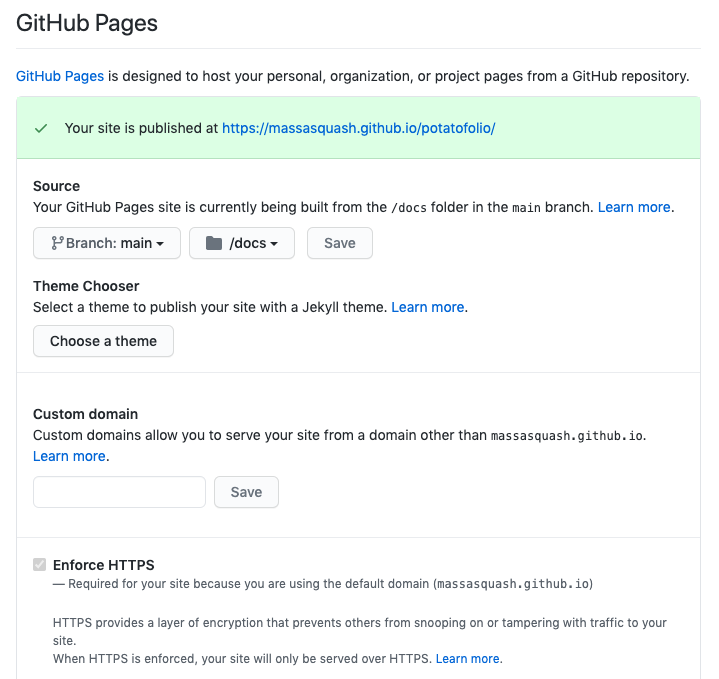 GitHub Pages
GitHub Pages is designed to host your personal, organization, or project pages from a GitHub repository.
Your site is published at https://massasquash.github.io/potatofolio/
Source
Your GitHub Pages site is currently being built from the /docs folder in the main branch. Learn more.
Branch: main /docs Save
Theme Chooser
Select a theme to publish your site with a Jekyll theme. Learn more.
Choose a theme
Custom domain
Custom domains allow you to serve your site from a domain other than massasquash.github.io.
Learn more.
Save
Enforce HTTPS
— Required for your site because you are using the default domain (massasquash.github.io)
HTTPS provides a layer of encryption that prevents others from snooping on or tampering with traffic to your
site.
When HTTPS is enforced, your site will only be served over HTTPS. Learn more.